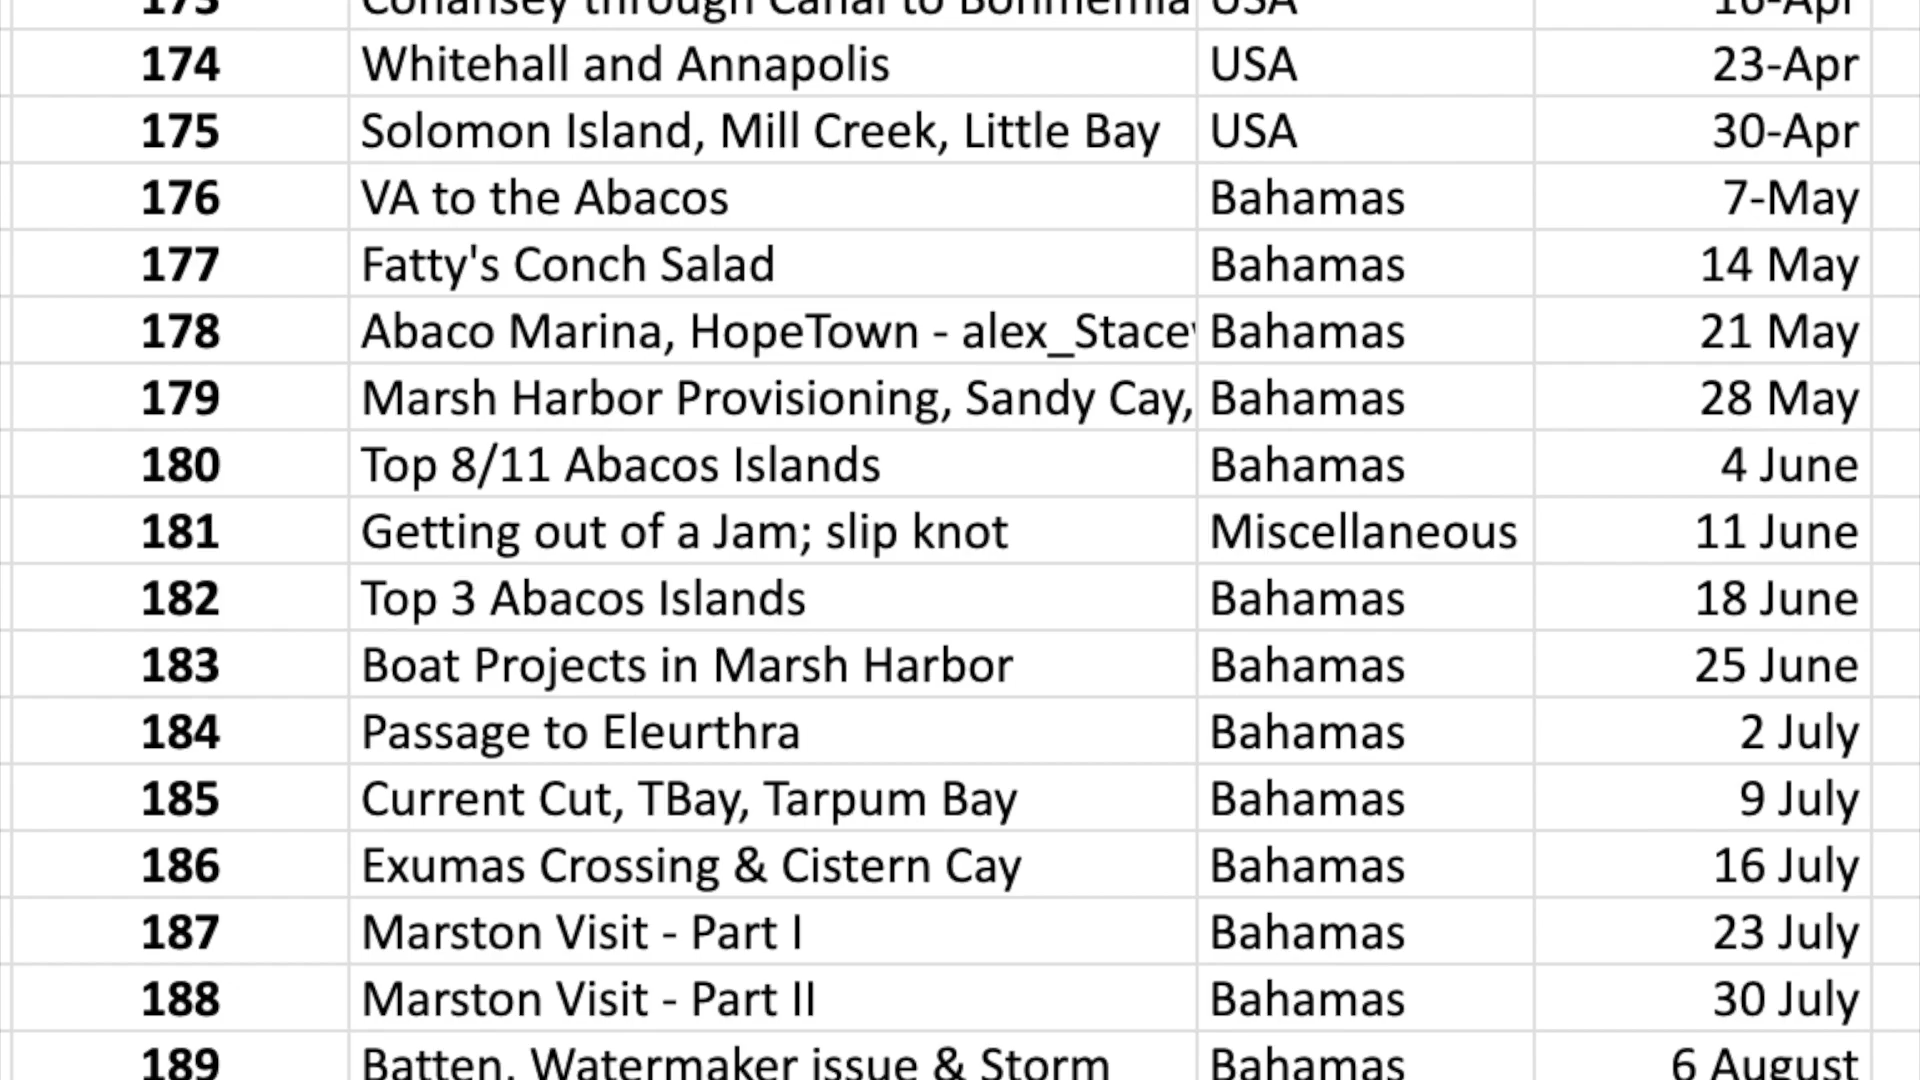 173 Cohansey through Canal to Bohmemia USA 16-Apr
174 Whitehall and Annapolis USA 23-Apr
175 Solomon Island, Mill Creek, Little Bay USA 30-Apr
176 VA to the Abacos Bahamas 7-May
177 Fatty's Conch Salad Bahamas 14 May
178 Abaco Marina, HopeTown - alex_Stacey Bahamas 21 May
179 Marsh Harbor Provisioning, Sandy Cay, Bahamas 28 May
180 Top 8/11 Abacos Islands Bahamas 4 June
181 Getting out of a Jam; slip knot Miscellaneous 11 June
182 Top 3 Abacos Islands Bahamas 18 June
183 Boat Projects in Marsh Harbor Bahamas 25 June
184 Passage to Eleurthra Bahamas 2 July
185 Current Cut, TBay, Tarpum Bay Bahamas 9 July
186 Exumas Crossing & Cistern Cay Bahamas 16 July
187 Marston Visit - Part I Bahamas 23 July
188 Marston Visit - Part II Bahamas 30 July
189 Batten, Watermaker issue & Storm Bahamas 6 August